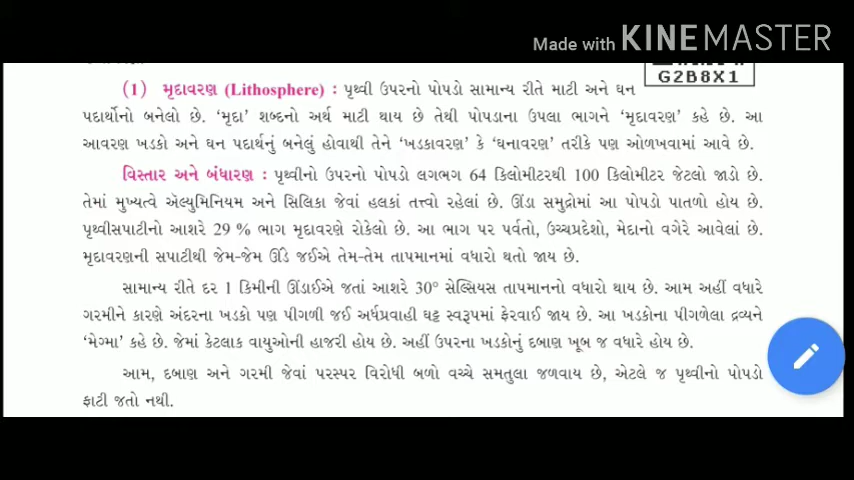 Made with KINEMASTER
G2B8X1
(1) મૃદાવરણ (Lithosphere) : પૃથ્વી ઉપરનો પોપડો સામાન્ય રીતે માટી અને ઘન
પદાર્થોનો બનેલો છે. ‘મૃદા’ શબ્દનો અર્થ માટી થાય છે તેથી પોપડાના ઉપલા ભાગને ‘મૃદાવરણ’ કહે છે. આ
આવરણ ખડકો અને ઘન પદાર્થનું બનેલું હોવાથી તેને ‘ખડકાવરણ’ કે ‘ઘનાવરણ’ તરીકે પણ ઓળખવામાં આવે છે.
વિસ્તાર અને બંધારણ : પૃથ્વીનો ઉપરનો પોપડો લગભગ 64 કિલોમીટરથી 100 કિલોમીટર જેટલો જાડો છે.
તેમાં મુખ્યત્વે ઍલ્યુમિનિયમ અને સિલિકા જેવાં હલકાં તત્ત્વો રહેલાં છે. ઊંડા સમુદ્રોમાં આ પોપડો પાતળો હોય છે.
પૃથ્વીસપાટીનો આશરે 29 % ભાગ મૃદાવરણે રોકેલો છે. આ ભાગ પર પર્વતો, ઉચ્ચપ્રદેશો, મેદાનો વગેરે આવેલાં છે.
મૃદાવરણની સપાટીથી જેમ-જેમ ઊંડે જઈએ તેમ-તેમ તાપમાનમાં વધારો થતો જાય છે.
સામાન્ય રીતે દર 1 કિમીની ઊંડાઈએ જતાં આશરે 30° સેલ્સિયસ તાપમાનનો વધારો થાય છે. આમ અહીં વધારે
ગરમીને કારણે અંદરના ખડકો પણ પીગળી જઈ અર્ધપ્રવાહી ઘટ્ટ સ્વરૂપમાં ફેરવાઈ જાય છે. આ ખડકોના પીગળેલા દ્રવ્યને
‘મેગ્મા’ કહે છે. જેમાં કેટલાક વાયુઓની હાજરી હોય છે. અહીં ઉપરના ખડકોનું દબાણ ખૂબ જ વધારે હોય છે.
આમ, દબાણ અને ગરમી જેવાં પરસ્પર વિરોધી બળો વચ્ચે સમતુલા જળવાય છે, એટલે જ પૃથ્વીનો પોપડો
ફાટી જતો નથી.